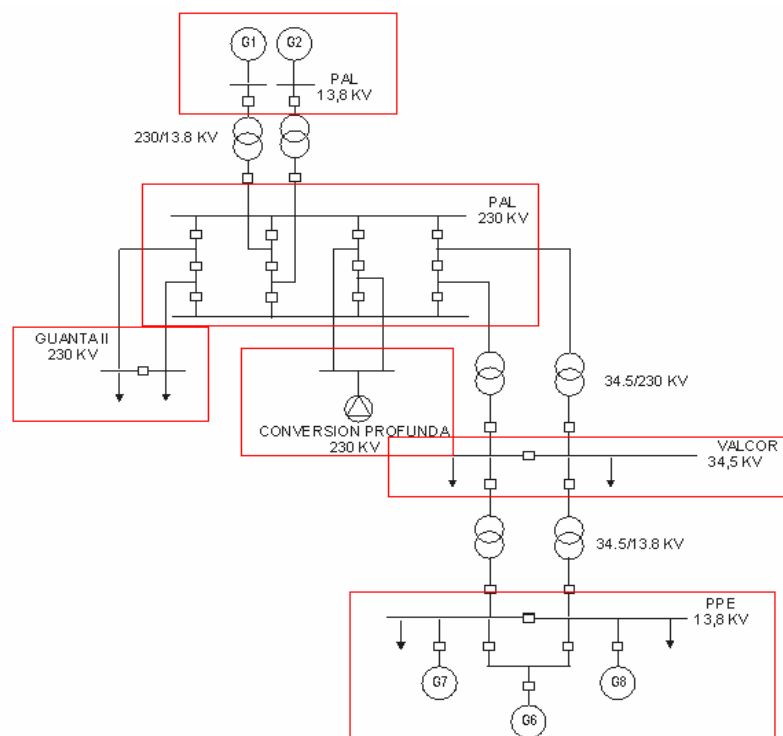 G1
G2
PAL
13,8 KV
230/13.8 KV
PAL
230 KV
GUANTA II
230 KV
34.5/230 KV
CONVERSION PROFUNDA
230 KV
VALCOR
34,5 KV
34.5/13.8 KV
PPE
13,8 KV
G7
G8
G6